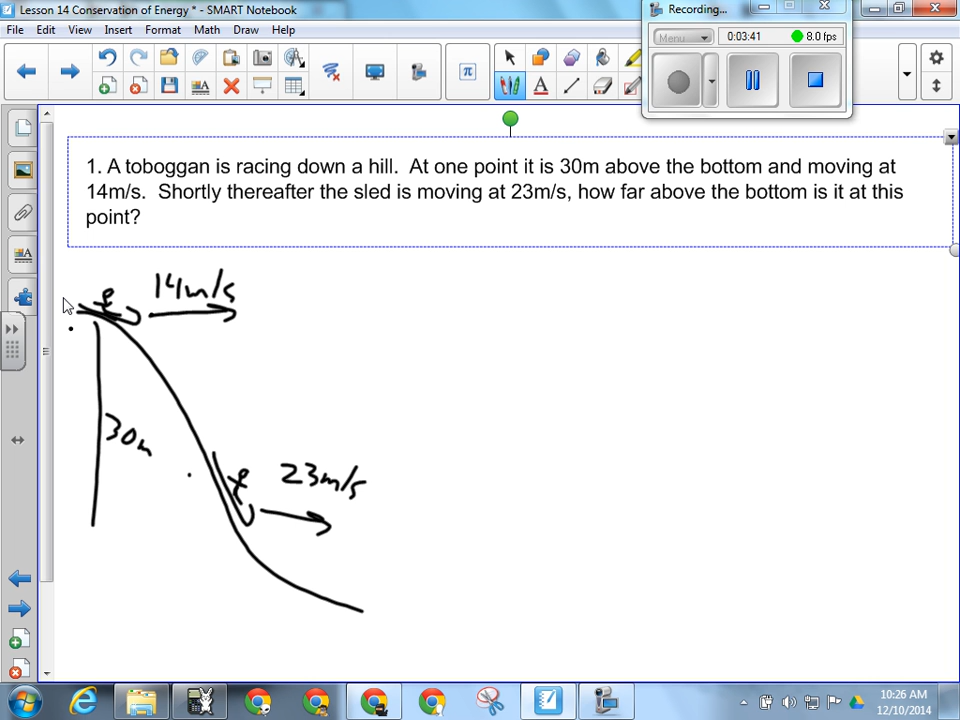 Lesson 14 Conservation of Energy * - SMART Notebook
Recording...
File Edit View Insert Format Math Draw Help
Menu
0:03:41
8.0 fps
π
A
1. A toboggan is racing down a hill. At one point it is 30m above the bottom and moving at
14m/s. Shortly thereafter the sled is moving at 23m/s, how far above the bottom is it at this
point?
14m/s
30m
23m/s
10:26 AM
12/10/2014